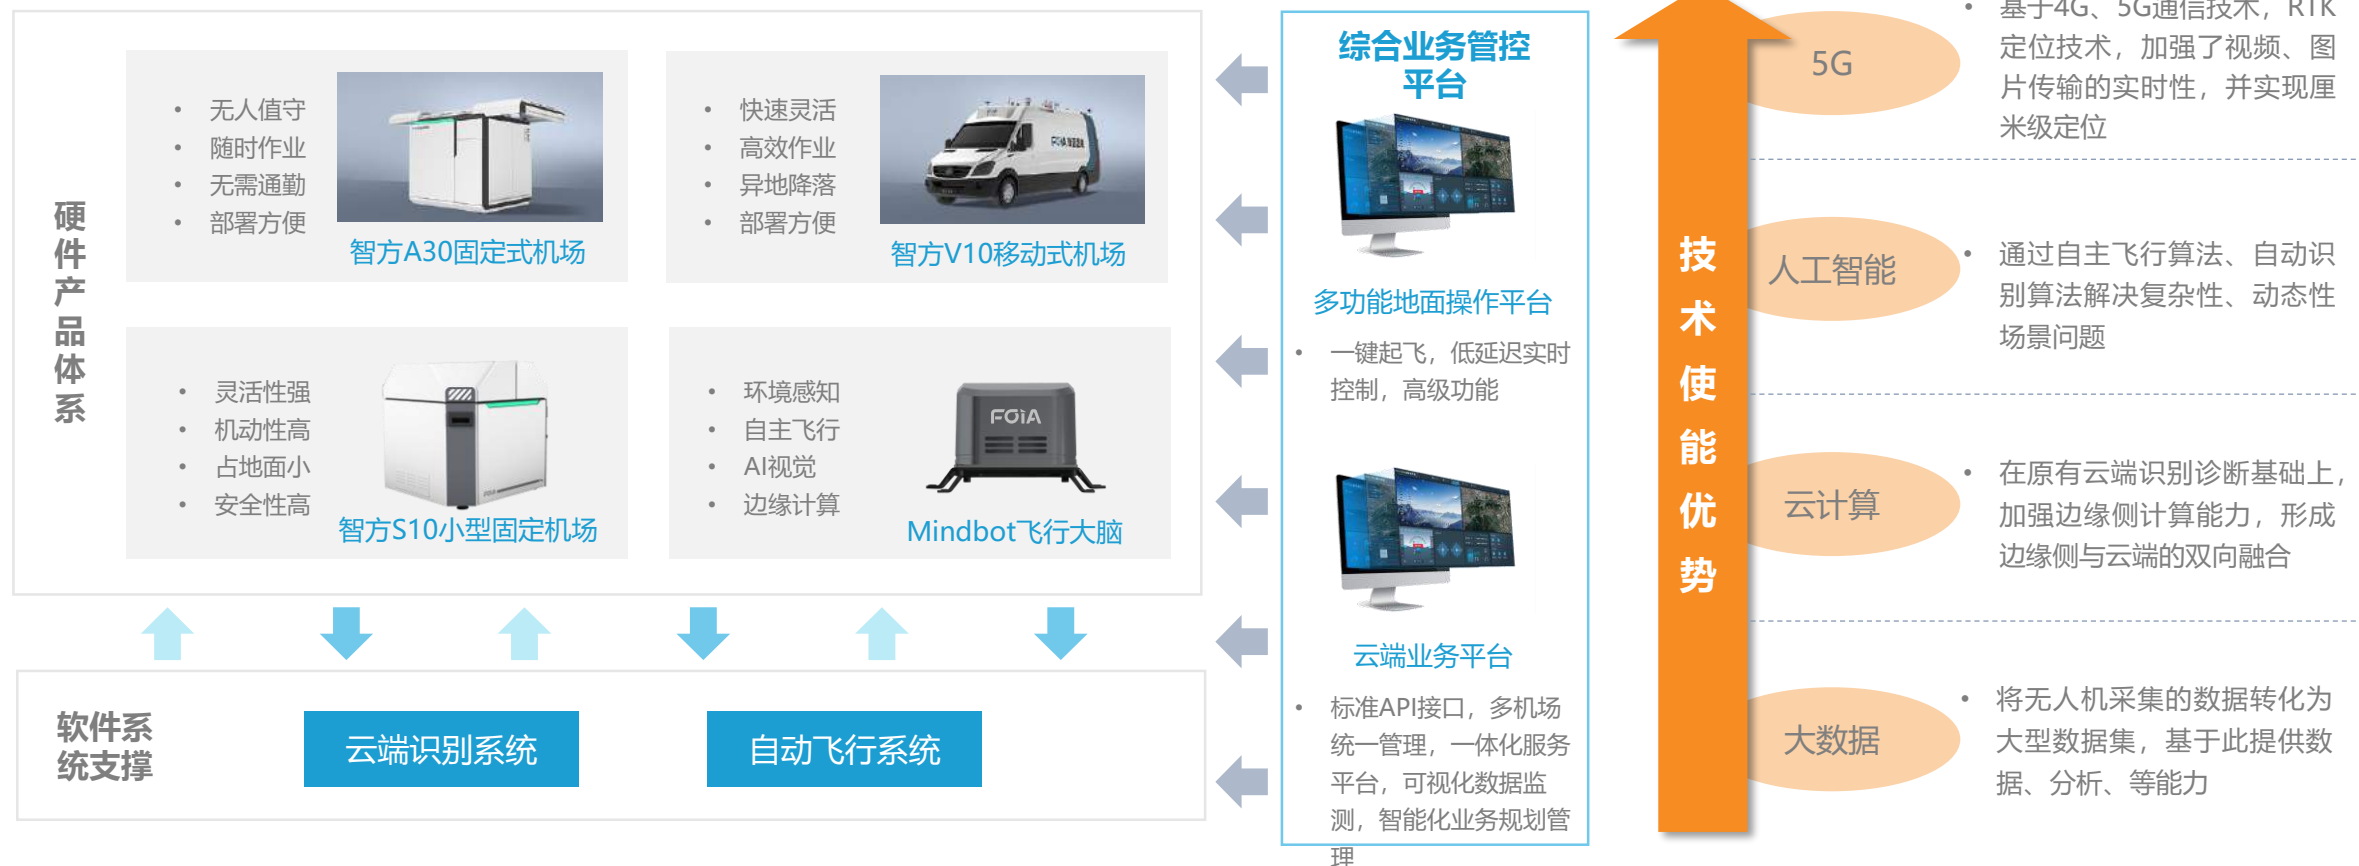 硬件产品体系
无人值守
随时作业
无需通勤
部署方便
智方A30固定式机场
快速灵活
高效作业
异地降落
部署方便
智方V10移动式机场
灵活性强
机动性高
占地面小
安全性高
智方S10小型固定机场
环境感知
自主飞行
AI视觉
边缘计算
FOIA
Mindbot飞行大脑
软件系
统支撑
云端识别系统
自动飞行系统
综合业务管控
平台
多功能地面操作平台
一键起飞，低延迟实时
控制，高级功能
云端业务平台
标准API接口，多机场
统一管理，一体化服务
平台，可视化数据监
测，智能化业务规划管
理
技术使能优势
5G
基于4G、5G通信技术，RTK
定位技术，加强了视频、图
片传输的实时性，并实现厘
米级定位
人工智能
通过自主飞行算法、自动识
别算法解决复杂性、动态性
场景问题
云计算
在原有云端识别诊断基础上，
加强边缘侧计算能力，形成
边缘侧与云端的双向融合
大数据
将无人机采集的数据转化为
大型数据集，基于此提供数
据、分析、等能力